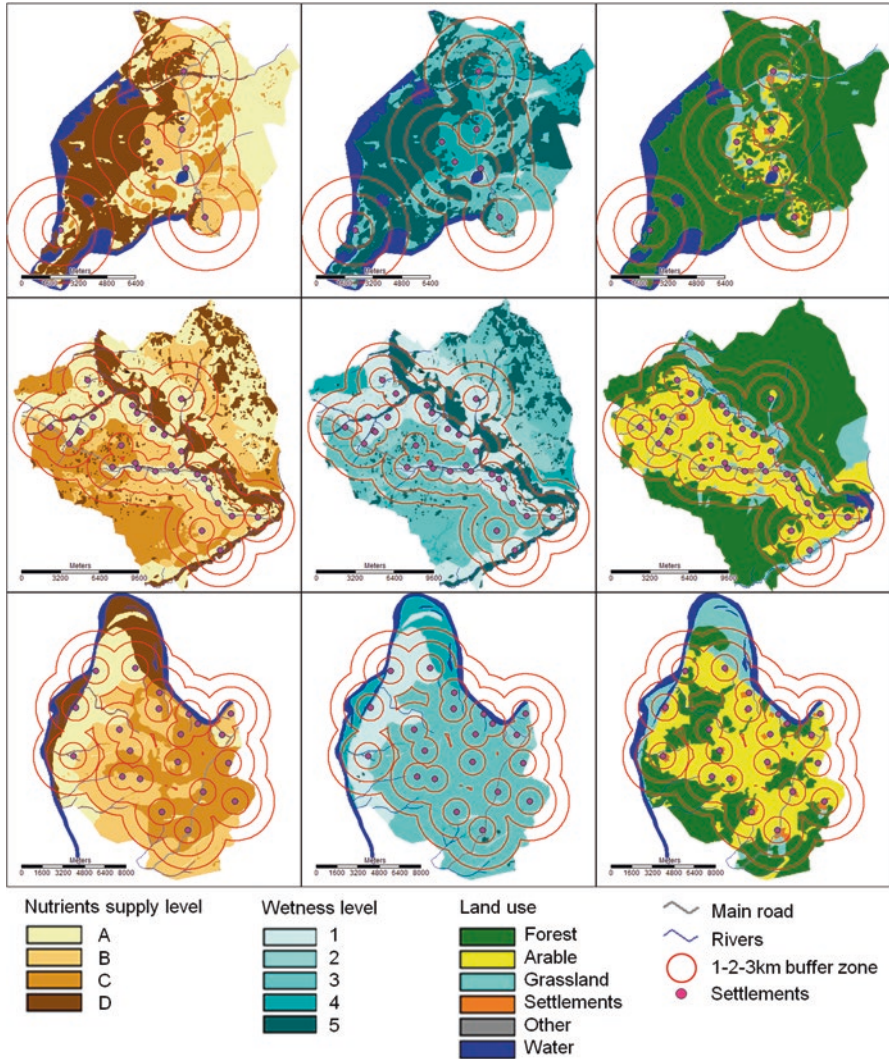 Meters
0 1600 3200 4800 6400
Meters
0 1600 3200 4800 6400
Meters
0 1600 3200 4800 6400
Meters
0 3200 6400 9600
Meters
0 3200 6400 9600
Meters
0 3200 6400 9600
Meters
0 1600 3200 4800 6400 8000
Meters
0 1600 3200 4800 6400 8000
Meters
0 1600 3200 4800 6400 8000
Nutrients supply level
A
B
C
D
Wetness level
1
2
3
4
5
Land use
Forest
Arable
Grassland
Settlements
Other
Water
Main road
Rivers
1-2-3km buffer zone
Settlements